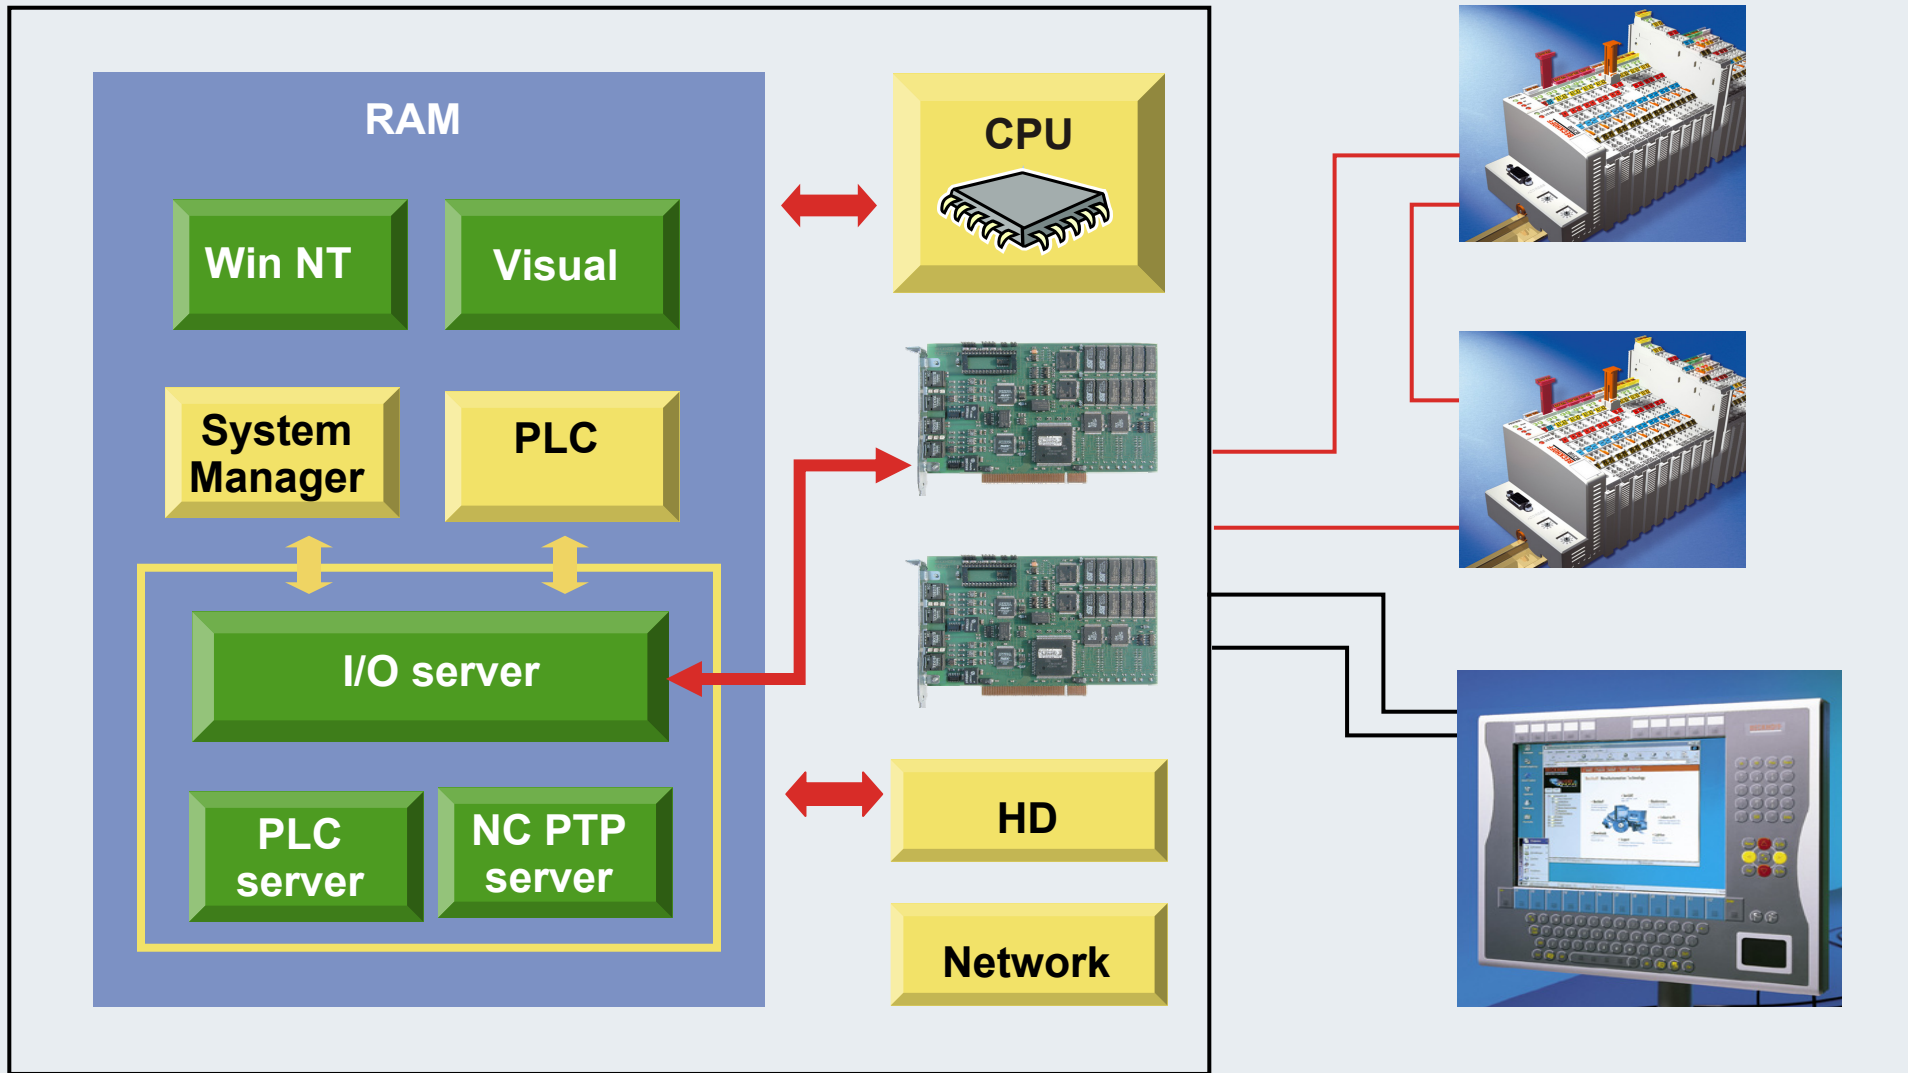 RAM
CPU
Win NT
Visual
System
Manager
PLC
I/O server
PLC
server
NC PTP
server
HD
Network